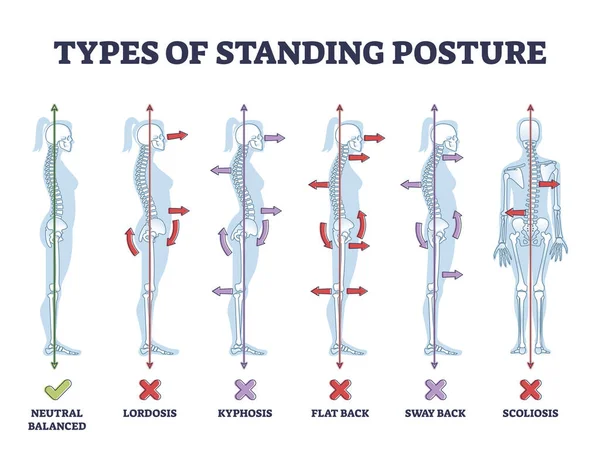 TYPES OF STANDING POSTURE
NEUTRAL
BALANCED
LORDOSIS
KYPHOSIS
FLAT BACK
SWAY BACK
SCOLIOSIS